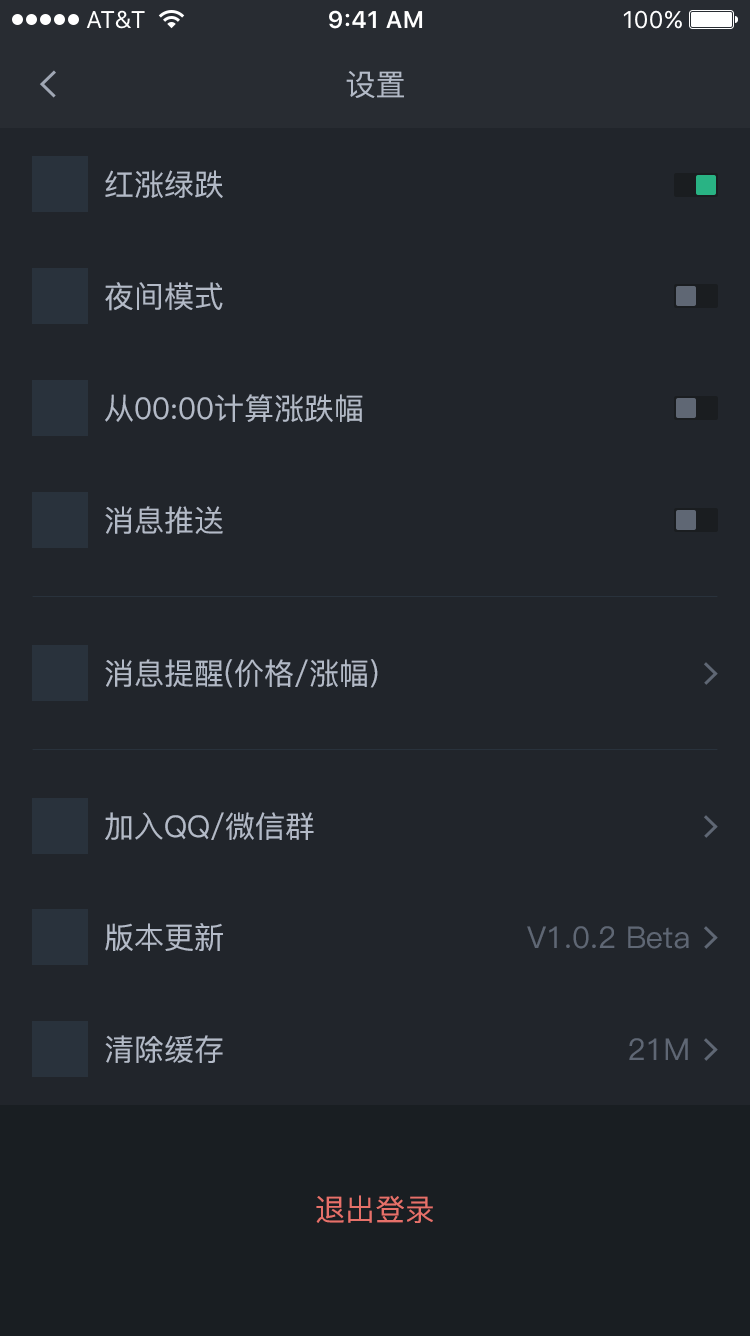 AT&T 9:41 AM 100%
设置
红涨绿跌
夜间模式
从00:00计算涨跌幅
消息推送
消息提醒(价格/涨幅)
加入QQ/微信群
版本更新 V1.0.2 Beta
清除缓存 21M
退出登录